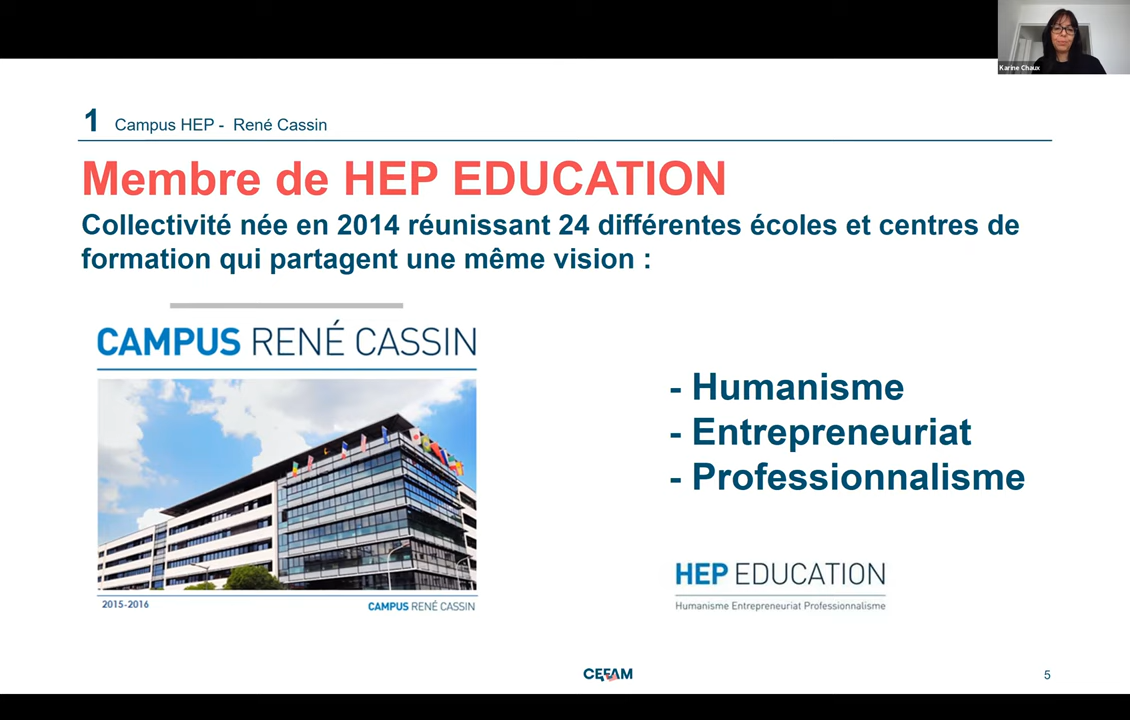 Karine Chaux
1 Campus HEP - René Cassin
Membre de HEP EDUCATION
Collectivité née en 2014 réunissant 24 différentes écoles et centres de
formation qui partagent une même vision :
CAMPUS RENÉ CASSIN
2015-2016
CAMPUS RENÉ CASSIN
- Humanisme
- Entrepreneuriat
- Professionnalisme
HEP EDUCATION
Humanisme Entrepreneuriat Professionnalisme
CEFAM
5